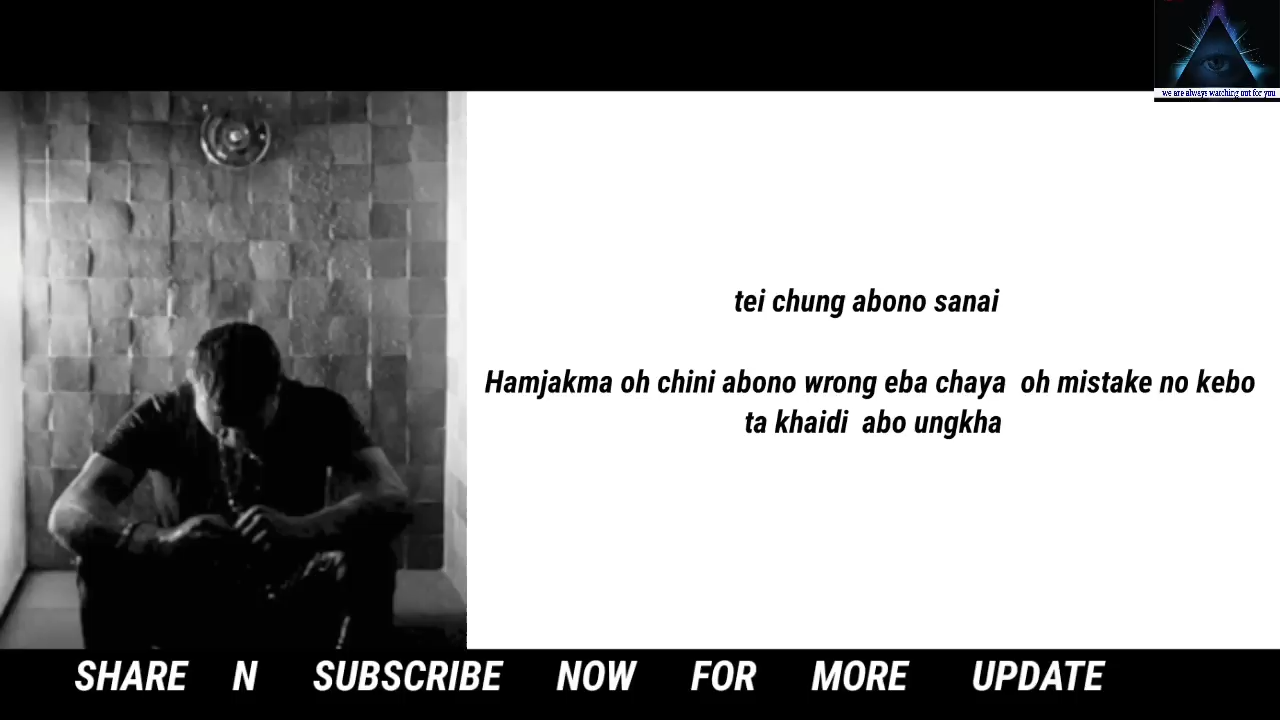 we are always watching out for you
tei chung abono sanai
Hamjakma oh chini abono wrong eba chaya oh mistake no kebo
ta khaidi abo ungkha
SHARE N SUBSCRIBE NOW FOR MORE UPDATE